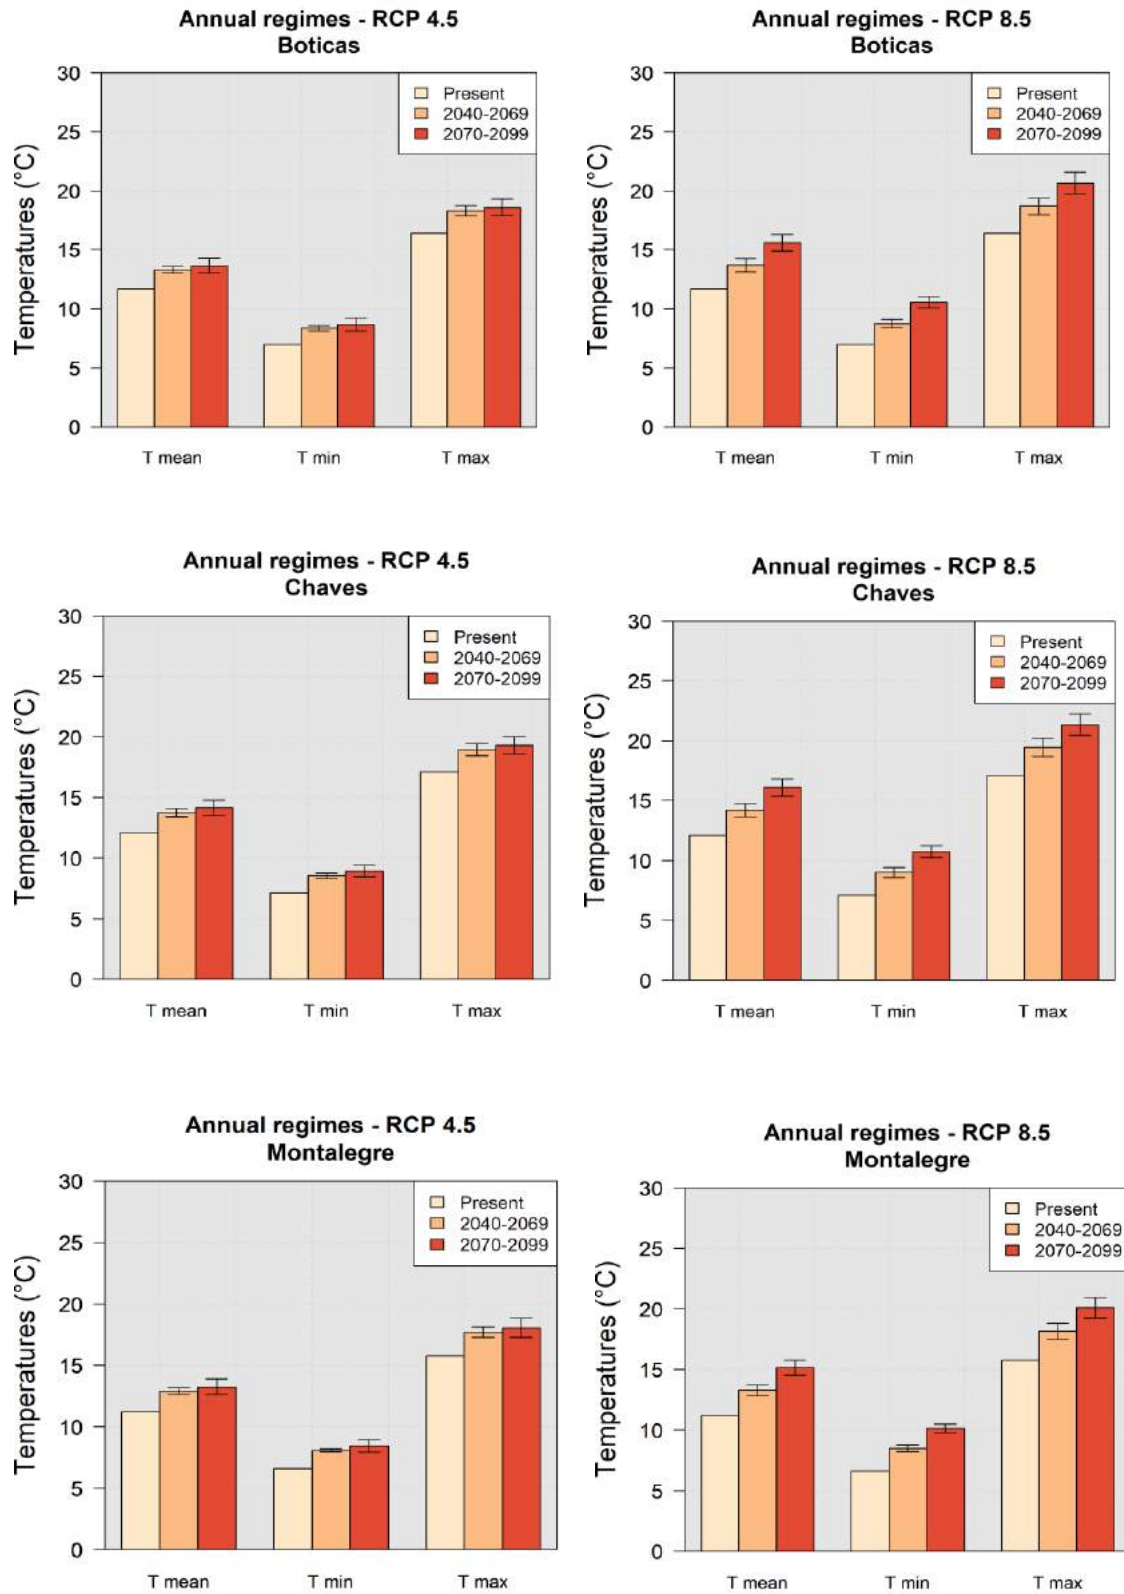 Annual regimes - RCP 4.5
Boticas
30
25
20
15
10
5
0
Temperatures (°C)
Present
2040-2069
2070-2099
T mean
T min
T max
Annual regimes - RCP 8.5
Boticas
30
25
20
15
10
5
0
Temperatures (°C)
Present
2040-2069
2070-2099
T mean
T min
T max
Annual regimes - RCP 4.5
Chaves
30
25
20
15
10
5
0
Temperatures (°C)
Present
2040-2069
2070-2099
T mean
T min
T max
Annual regimes - RCP 8.5
Chaves
30
25
20
15
10
5
0
Temperatures (°C)
Present
2040-2069
2070-2099
T mean
T min
T max
Annual regimes - RCP 4.5
Montalegre
30
25
20
15
10
5
0
Temperatures (°C)
Present
2040-2069
2070-2099
T mean
T min
T max
Annual regimes - RCP 8.5
Montalegre
30
25
20
15
10
5
0
Temperatures (°C)
Present
2040-2069
2070-2099
T mean
T min
T max